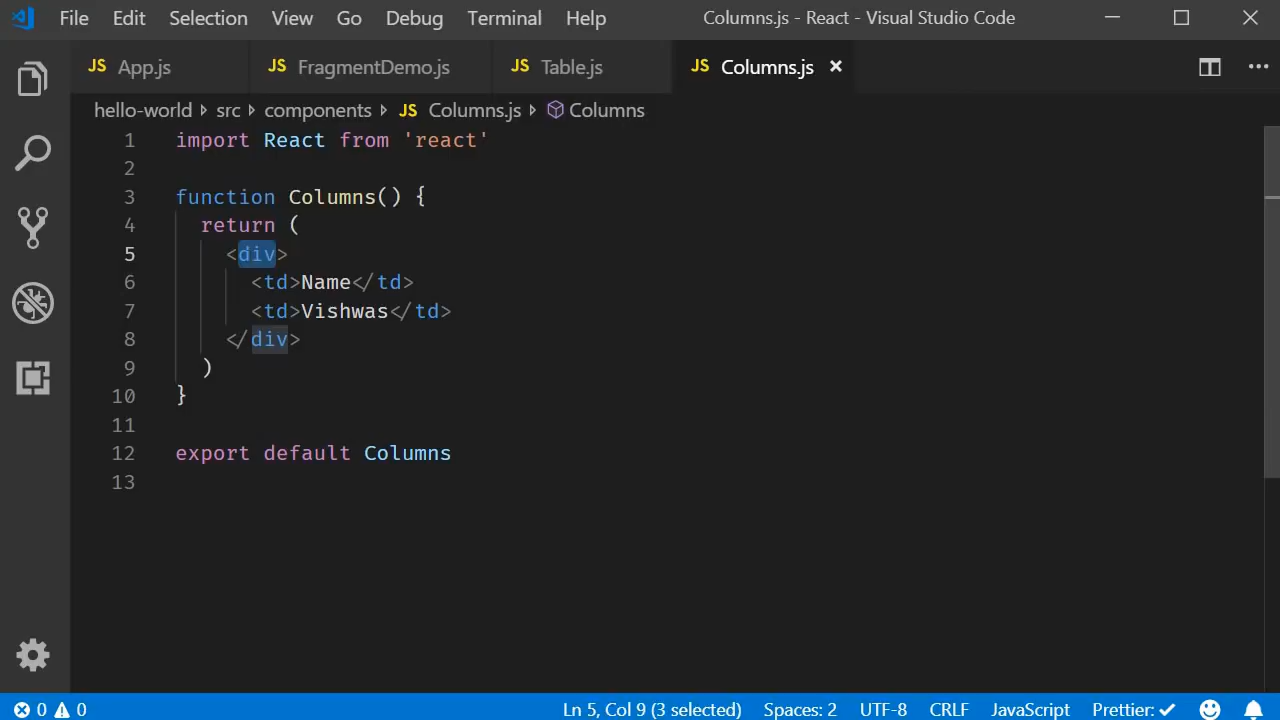 File Edit Selection View Go Debug Terminal Help Columns.js - React - Visual Studio Code
JS App.js JS FragmentDemo.js JS Table.js JS Columns.js
hello-world src components JS Columns.js Columns
1 import React from 'react'
2
3 function Columns() {
4 return (
5 <div>
6 <td>Name</td>
7 <td>Vishwas</td>
8 </div>
9 )
10 }
11
12 export default Columns
13
0 0 Ln 5, Col 9 (3 selected) Spaces: 2 UTF-8 CRLF JavaScript Prettier: ✓